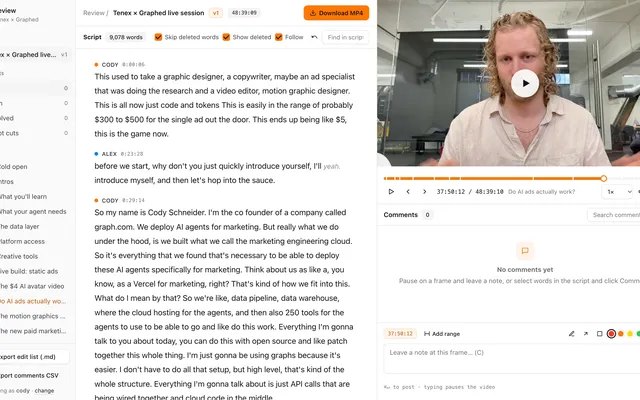 eview
enex × Graphed
ex × Graphed live... v1
ts
0
n 0
olved 0
ot cuts 0
Cold open
ntros
What you'll learn
What your agent needs
The data layer
Platform access
Creative tools
ive build: static ads
The $4 AI avatar video
Do AI ads actually wo...
The motion graphics ...
The new paid marketi...
xport edit list (.md)
xport comments CSV
s cody · change
Review / Tenex × Graphed live session v1 48:39:09 Download MP4
Script 9,078 words Skip deleted words Show deleted Follow Find in scrip
CODY 0:00:05
This used to take a graphic designer, a copywriter, maybe an ad specialist
that was doing the research and a video editor, motion graphic designer.
This is all now just code and tokens This is easily in the range of probably
$300 to $500 for the single ad out the door. This ends up being like $5,
this is the game now.
ALEX 0:23:28
before we start, why don't you just quickly introduce yourself, I'll yeah.
introduce myself, and then let's hop into the sauce.
CODY 0:29:14
So my name is Cody Schneider. I'm the co founder of a company called
graph.com. We deploy AI agents for marketing. But really what we do
under the hood, is we built what we call the marketing engineering cloud.
So it's everything that we found that's necessary to be able to deploy
these AI agents specifically for marketing. Think about us as like a, you
know, as a Vercel for marketing, right? That's kind of how we fit into this.
What do I mean by that? So we're like, data pipeline, data warehouse,
where the cloud hosting for the agents, and then also 250 tools for the
agents to use to be able to go and like do this work. Everything I'm gonna
talk to you about today, you can do this with open source and like patch
together this whole thing. I'm just gonna be using graphs because it's
easier. I don't have to do all that setup, but high level, that's kind of the
whole structure. Everything I'm gonna talk about is just API calls that are
being wired together and cloud code in the middle.
37:50:12 / 48:39:10 Do AI ads actually work? 1×
Comments 0 Search comment
No comments yet
Pause on a frame and leave a note, or select words in the script and click Comm
37:50:12 Add range
Leave a note at this frame... (C)
to post · typing pauses the video